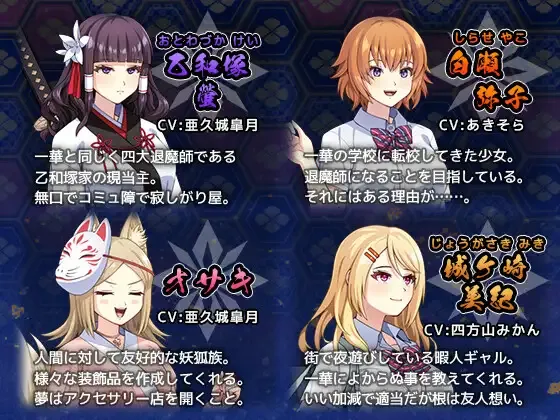 おとわづか けい
乙和塚
螢
CV:亜久城皐月
一華と同じく四大退魔師である
乙和塚家の現当主。
無口でコミュ障で寂しがり屋。
しらせ やこ
白瀬
弥子
CV:あきそら
一華の学校に転校してきた少女。
退魔師になることを目指している。
それにはある理由が……。
オサキ
CV:亜久城皐月
人間に対して友好的な妖狐族。
様々な装飾品を作成してくれる。
夢はアクセサリー店を開くこと。
じょうがさき みき
城ヶ崎
美紀
CV:四方山みかん
街で夜遊びしている暇人ギャル。
一華によからぬ事を教えてくれる。
いい加減で適当だが根は友人想い。